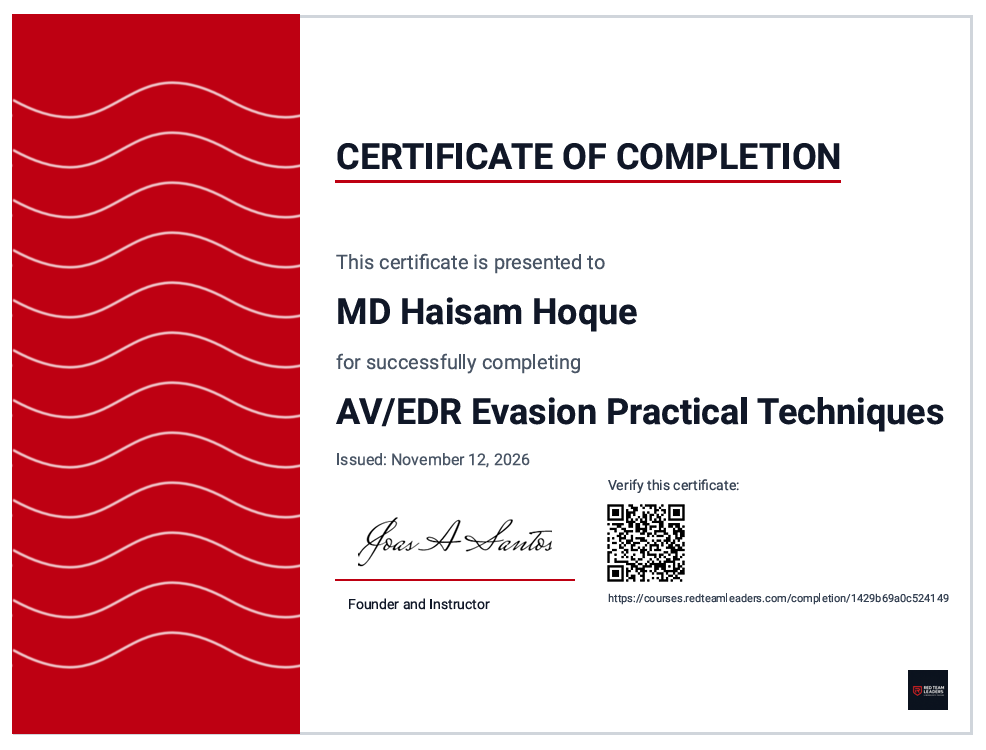 CERTIFICATE OF COMPLETION
This certificate is presented to
MD Haisam Hoque
for successfully completing
AV/EDR Evasion Practical Techniques
Issued: November 12, 2026
Verify this certificate:
Joas A Santos
https://courses.redteamleaders.com/completion/1429b69a0c524149
Founder and Instructor
RED TEAM
LEADERS